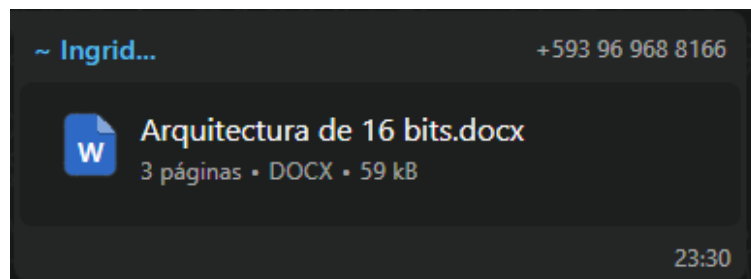 ~ Ingrid... +593 96 968 8166
W
Arquitectura de 16 bits.docx
3 páginas • DOCX • 59 kB
23:30